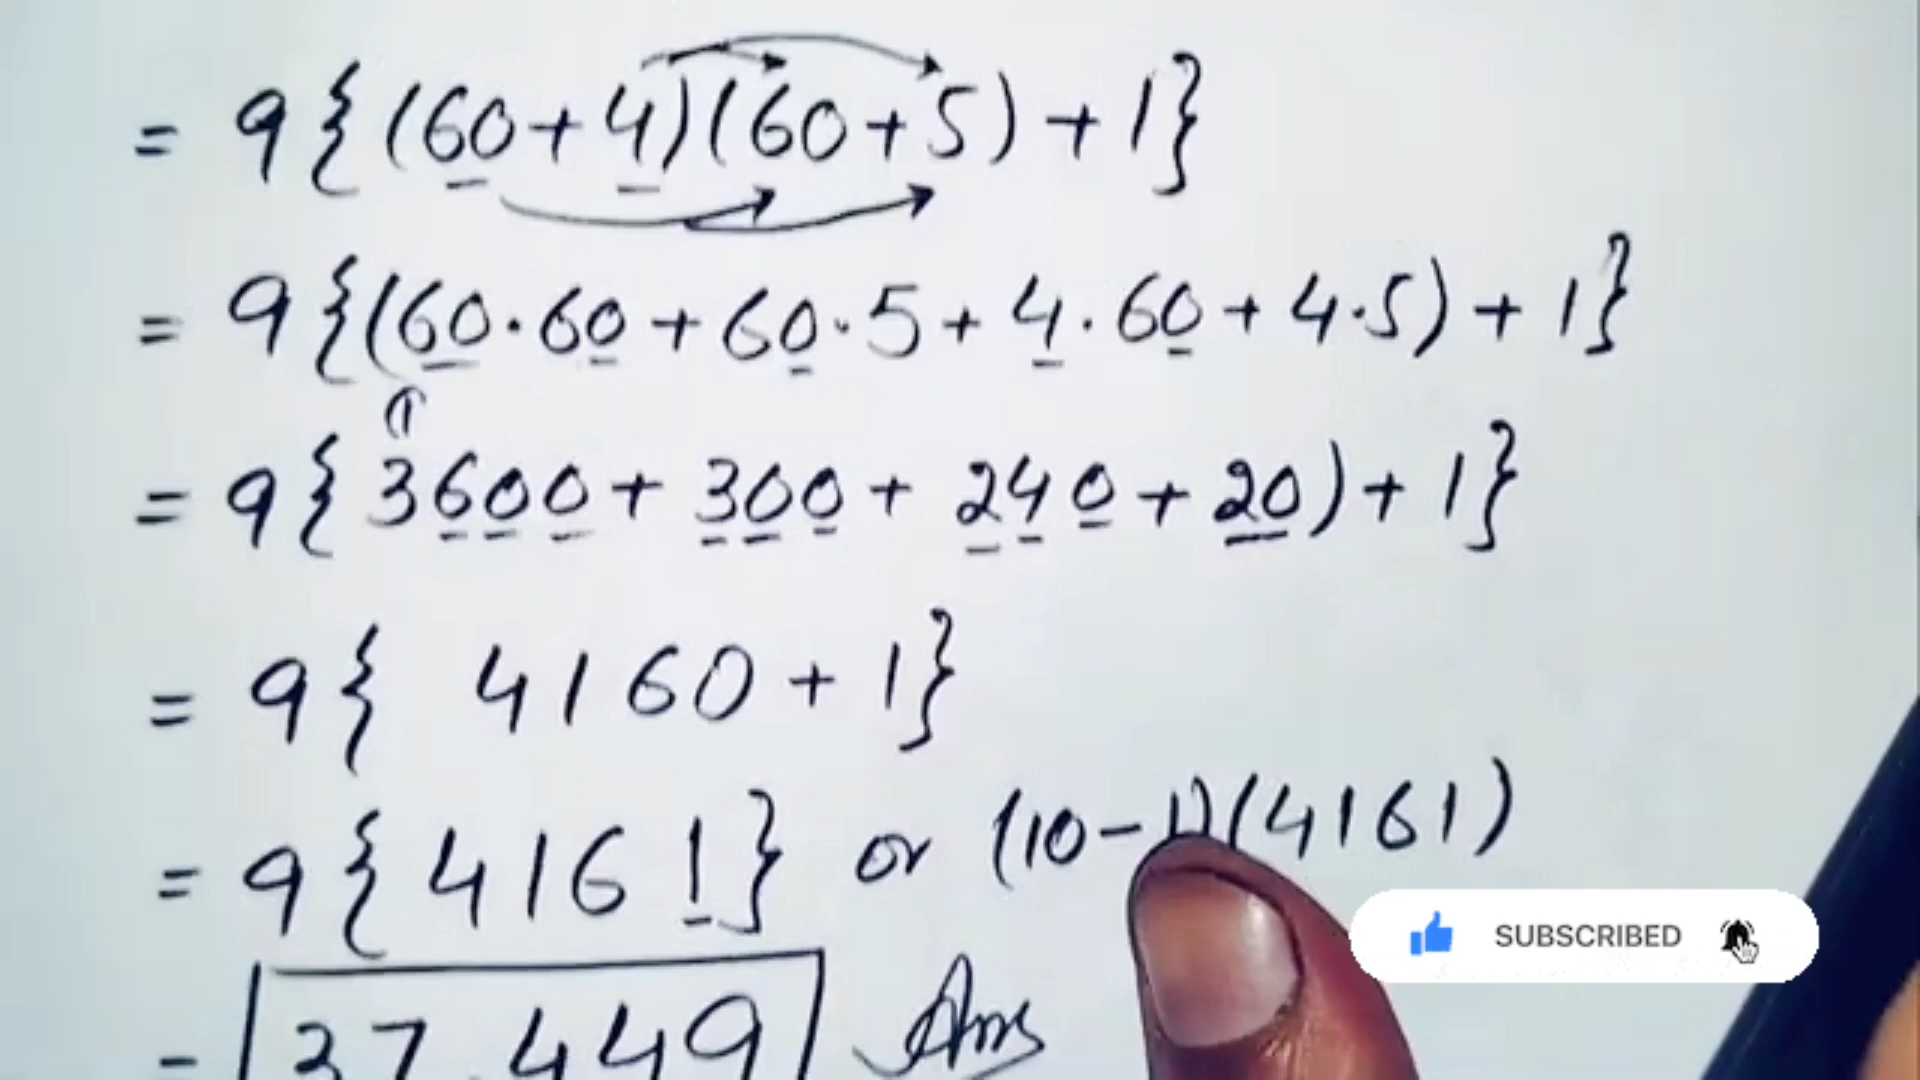 = 9{(60+4)(60+5)+1}
= 9{(60·60+60·5+4·60+4·5)+1}
= 9{(3600+300+240+20)+1}
= 9{ 4160+1}
= 9{4161} or (10-1)(4161)
= 37,449 Ans
SUBSCRIBED